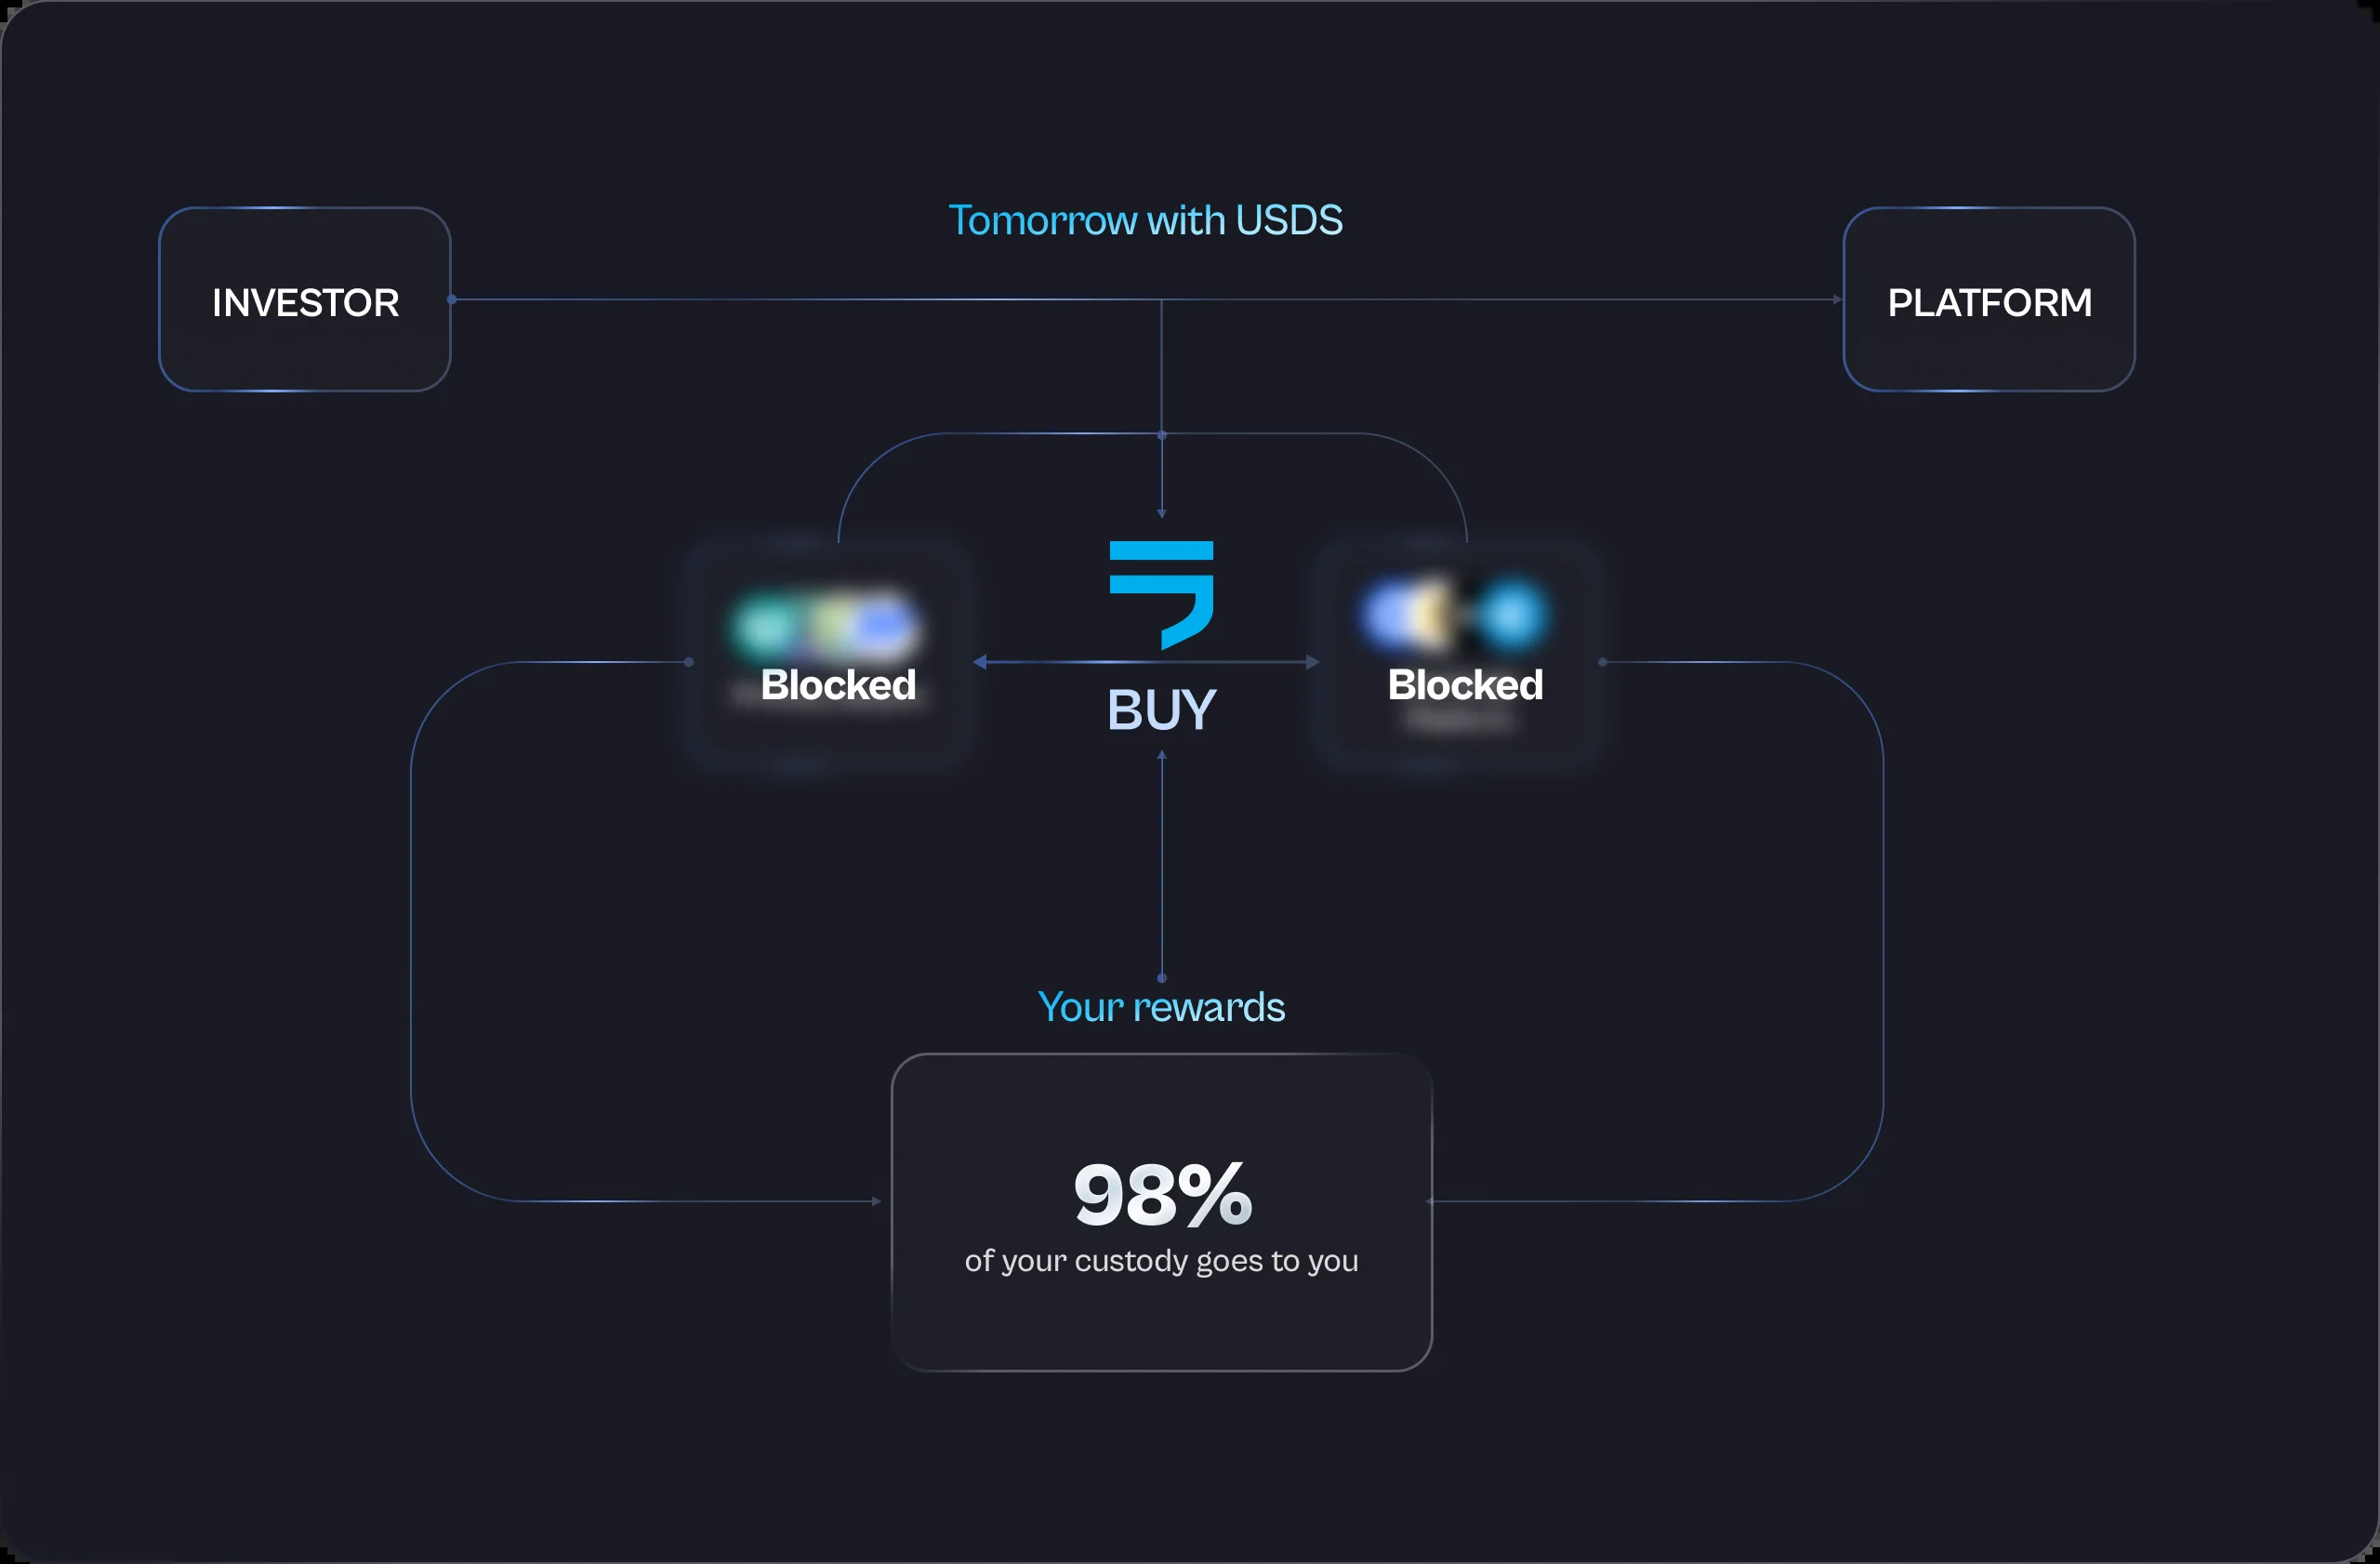 Tomorrow with USDS
INVESTOR
PLATFORM
Blocked
BUY
Blocked
Your rewards
98%
of your custody goes to you